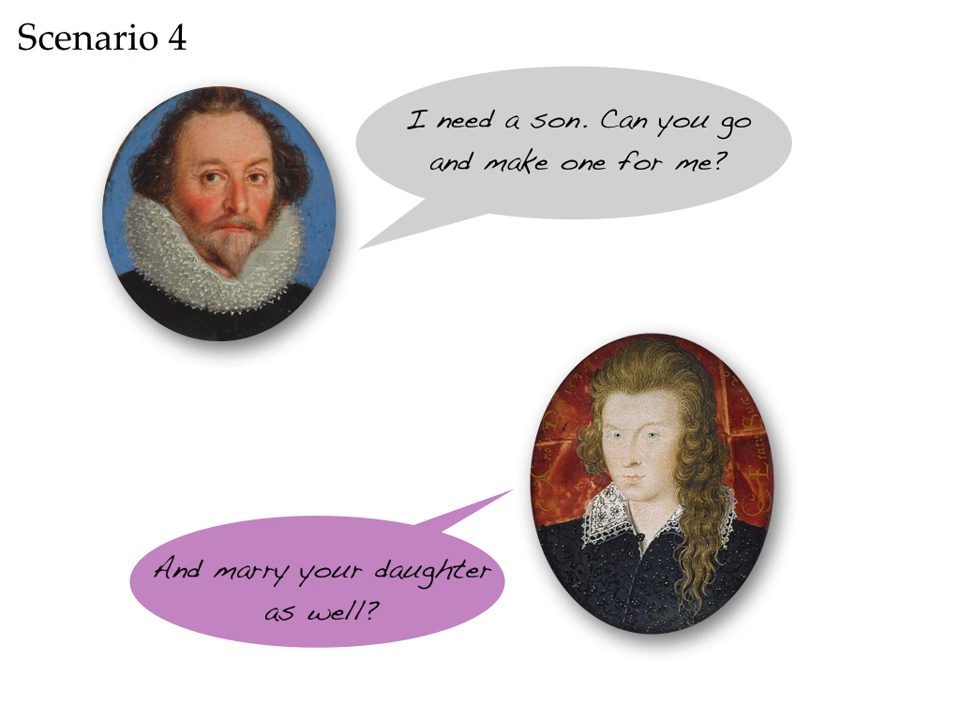 Scenario 4
I need a son. Can you go
and make one for me?
And marry your daughter
as well?